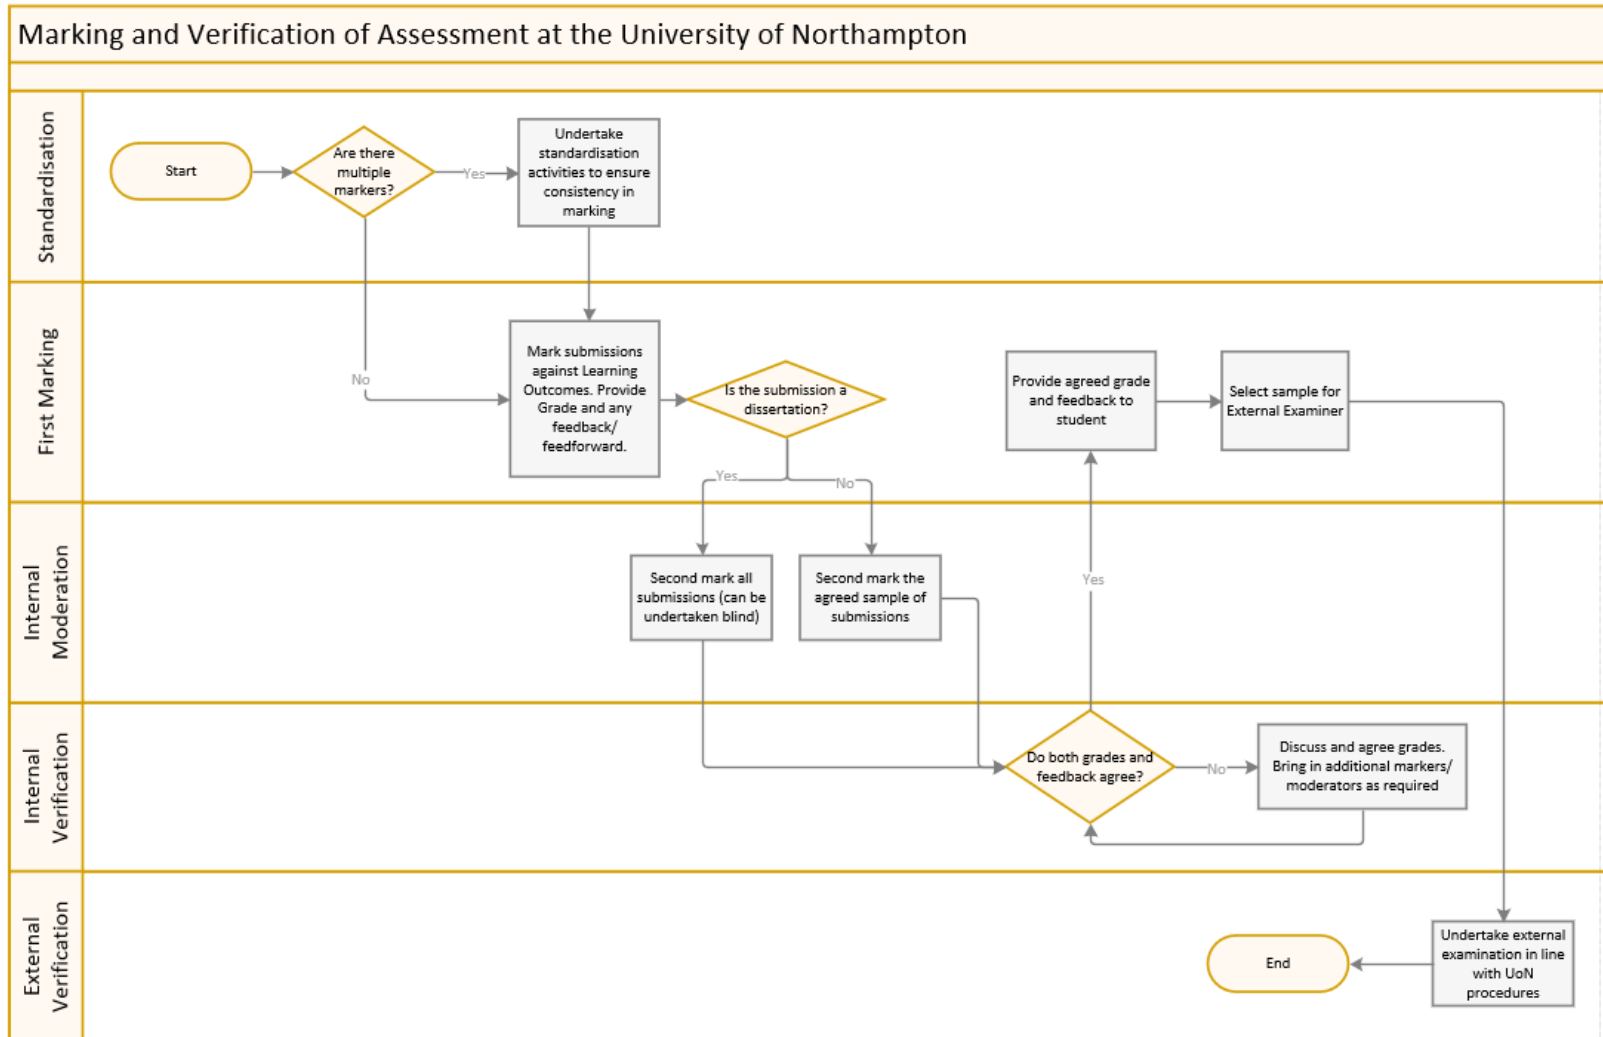 Marking and Verification of Assessment at the University of Northampton
Standardisation
Start
Are there
multiple
markers?
Yes
Undertake
standardisation
activities to ensure
consistency in
marking
No
First Marking
Mark submissions
against Learning
Outcomes. Provide
Grade and any
feedback/
feedforward.
Is the submission a
dissertation?
Yes
No
Provide agreed grade
and feedback to
student
Select sample for
External Examiner
Internal
Moderation
Second mark all
submissions (can be
undertaken blind)
Second mark the
agreed sample of
submissions
Yes
Internal
Verification
Do both grades and
feedback agree?
No
Discuss and agree grades.
Bring in additional markers/
moderators as required
External
Verification
End
Undertake external
examination in line
with UoN
procedures